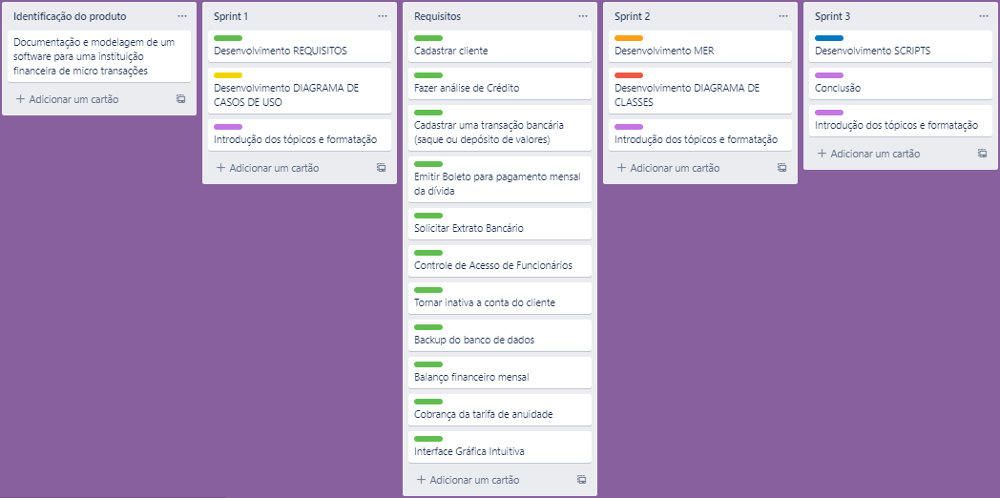 Identificação do produto
Documentação e modelagem de um
software para uma instituição
financeira de micro transações
+ Adicionar um cartão
Sprint 1
Desenvolvimento REQUISITOS
Desenvolvimento DIAGRAMA DE
CASOS DE USO
Introdução dos tópicos e formatação
+ Adicionar um cartão
Requisitos
Cadastrar cliente
Fazer análise de Crédito
Cadastrar uma transação bancária
(saque ou depósito de valores)
Emitir Boleto para pagamento mensal
da dívida
Solicitar Extrato Bancário
Controle de Acesso de Funcionários
Tornar inativa a conta do cliente
Backup do banco de dados
Balanço financeiro mensal
Cobrança da tarifa de anuidade
Interface Gráfica Intuitiva
+ Adicionar um cartão
Sprint 2
Desenvolvimento MER
Desenvolvimento DIAGRAMA DE
CLASSES
Introdução dos tópicos e formatação
+ Adicionar um cartão
Sprint 3
Desenvolvimento SCRIPTS
Conclusão
Introdução dos tópicos e formatação
+ Adicionar um cartão